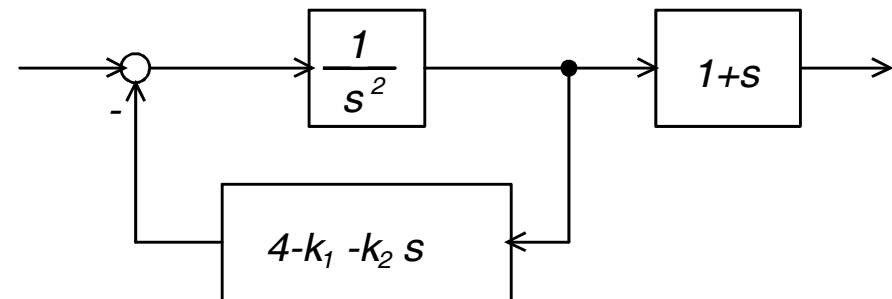 1
s²
1+s
-
4-k₁ -k₂ s